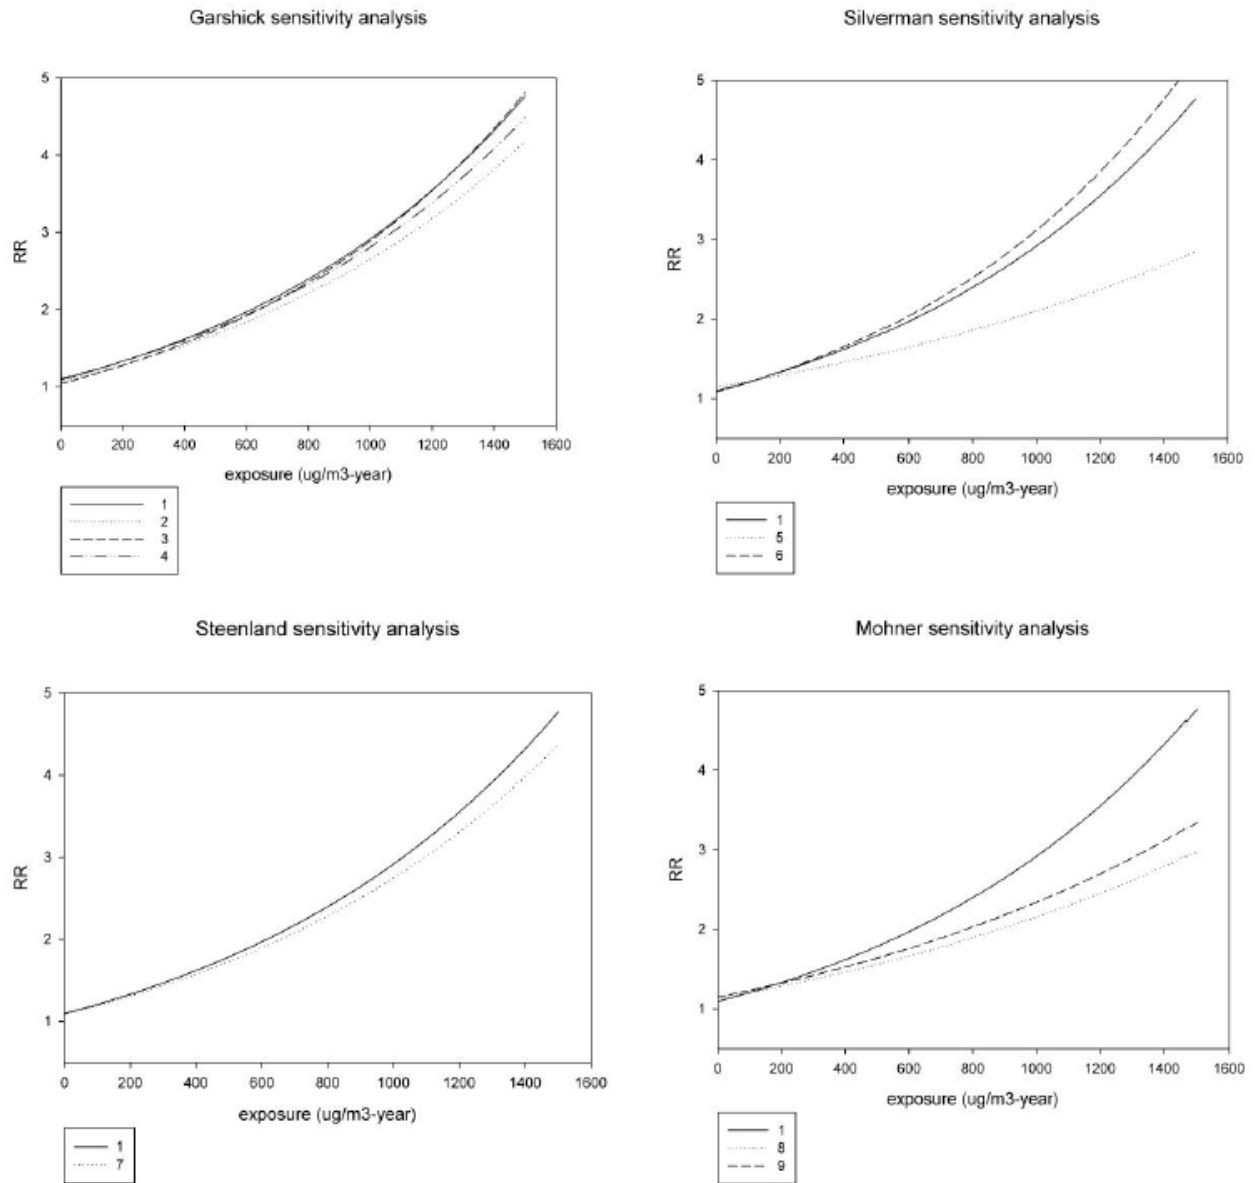 Garshick sensitivity analysis
5
4
3
2
1
RR
0 200 400 600 800 1000 1200 1400 1600
exposure (ug/m3-year)
1
2
3
4
Silverman sensitivity analysis
5
4
3
2
1
RR
0 200 400 600 800 1000 1200 1400 1600
exposure (ug/m3-year)
1
5
6
Steenland sensitivity analysis
5
4
3
2
1
RR
0 200 400 600 800 1000 1200 1400 1600
exposure (ug/m3-year)
1
7
Mohner sensitivity analysis
5
4
3
2
1
RR
0 200 400 600 800 1000 1200 1400 1600
exposure (ug/m3-year)
1
8
9